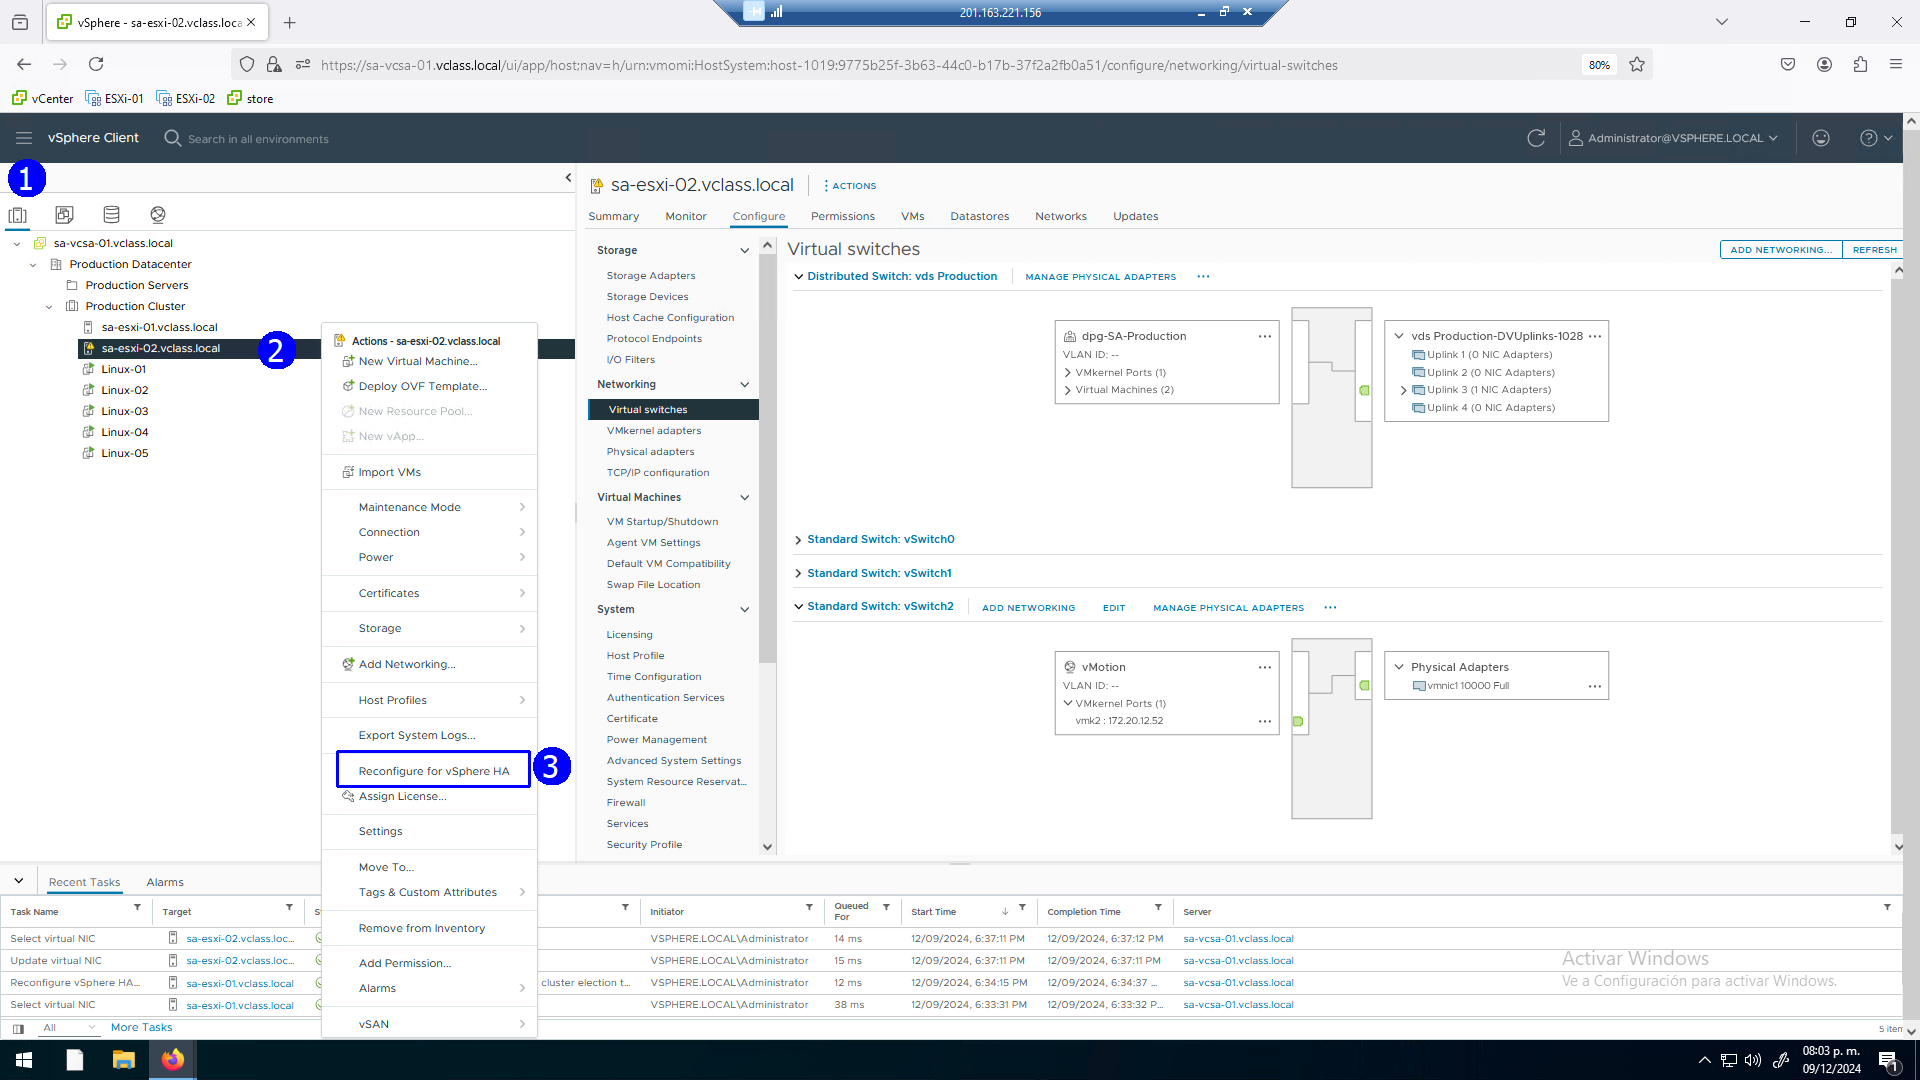 vSphere - sa-esxi-02.vclass.loca
201.163.221.156
https://sa-vcsa-01.vclass.local/ui/app/host;nav=h/urn:vmomi:HostSystem:host-1019:9775b25f-3b63-44c0-b17b-37f2a2fb0a51/configure/networking/virtual-switches
80%
vCenter ESXi-01 ESXi-02 store
vSphere Client
Search in all environments
Administrator@VSPHERE.LOCAL
1
sa-vcsa-01.vclass.local
Production Datacenter
Production Servers
Production Cluster
sa-esxi-01.vclass.local
sa-esxi-02.vclass.local
2
Linux-01
Linux-02
Linux-03
Linux-04
Linux-05
Actions - sa-esxi-02.vclass.local
New Virtual Machine...
Deploy OVF Template...
New Resource Pool...
New vApp...
Import VMs
Maintenance Mode
Connection
Power
Certificates
Storage
Add Networking...
Host Profiles
Export System Logs...
Reconfigure for vSphere HA
3
Assign License...
Settings
Move To...
Tags & Custom Attributes
Remove from Inventory
Add Permission...
Alarms
vSAN
sa-esxi-02.vclass.local
ACTIONS
Summary Monitor Configure Permissions VMs Datastores Networks Updates
Storage
Storage Adapters
Storage Devices
Host Cache Configuration
Protocol Endpoints
I/O Filters
Networking
Virtual switches
VMkernel adapters
Physical adapters
TCP/IP configuration
Virtual Machines
VM Startup/Shutdown
Agent VM Settings
Default VM Compatibility
Swap File Location
System
Licensing
Host Profile
Time Configuration
Authentication Services
Certificate
Power Management
Advanced System Settings
System Resource Reservat...
Firewall
Services
Security Profile
Virtual switches
ADD NETWORKING... REFRESH
Distributed Switch: vds Production MANAGE PHYSICAL ADAPTERS ...
dpg-SA-Production ...
VLAN ID: --
VMkernel Ports (1)
Virtual Machines (2)
vds Production-DVUplinks-1028 ...
Uplink 1 (0 NIC Adapters)
Uplink 2 (0 NIC Adapters)
Uplink 3 (1 NIC Adapters)
Uplink 4 (0 NIC Adapters)
Standard Switch: vSwitch0
Standard Switch: vSwitch1
Standard Switch: vSwitch2 ADD NETWORKING EDIT MANAGE PHYSICAL ADAPTERS ...
vMotion ...
VLAN ID: --
VMkernel Ports (1)
vmk2 : 172.20.12.52 ...
Physical Adapters
vmnic1 10000 Full ...
Recent Tasks Alarms
Task Name Target Initiator Queued For Start Time Completion Time Server
Select virtual NIC sa-esxi-02.vclass.loc... VSPHERE.LOCAL\Administrator 14 ms 12/09/2024, 6:37:11 PM 12/09/2024, 6:37:12 PM sa-vcsa-01.vclass.local
Update virtual NIC sa-esxi-02.vclass.loc... VSPHERE.LOCAL\Administrator 15 ms 12/09/2024, 6:37:11 PM 12/09/2024, 6:37:11 PM sa-vcsa-01.vclass.local
Reconfigure vSphere HA... sa-esxi-01.vclass.local cluster election t... VSPHERE.LOCAL\Administrator 12 ms 12/09/2024, 6:34:15 PM 12/09/2024, 6:34:37 ... sa-vcsa-01.vclass.local
Select virtual NIC sa-esxi-01.vclass.local VSPHERE.LOCAL\Administrator 38 ms 12/09/2024, 6:33:31 PM 12/09/2024, 6:33:32 P... sa-vcsa-01.vclass.local
All More Tasks
5 item
Activar Windows
Ve a Configuración para activar Windows.
08:03 p. m.
09/12/2024
1